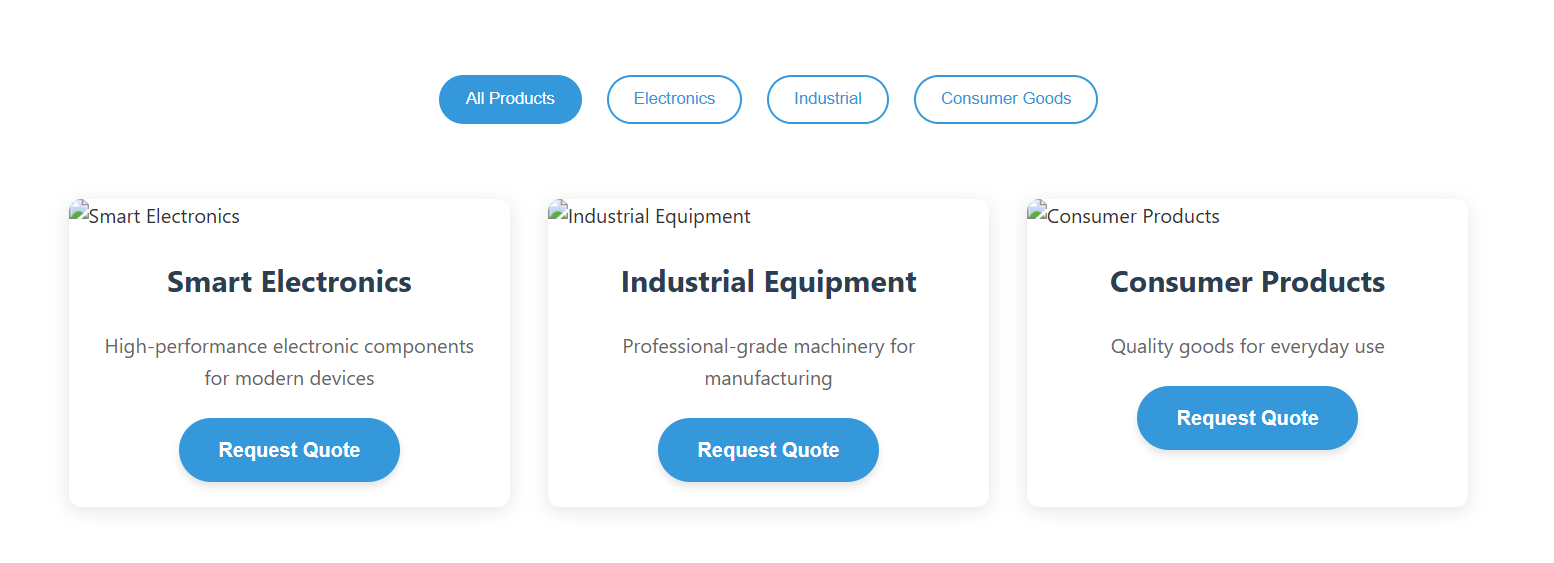 All Products
Electronics
Industrial
Consumer Goods
Smart Electronics
Smart Electronics
High-performance electronic components
for modern devices
Request Quote
Industrial Equipment
Industrial Equipment
Professional-grade machinery for
manufacturing
Request Quote
Consumer Products
Consumer Products
Quality goods for everyday use
Request Quote